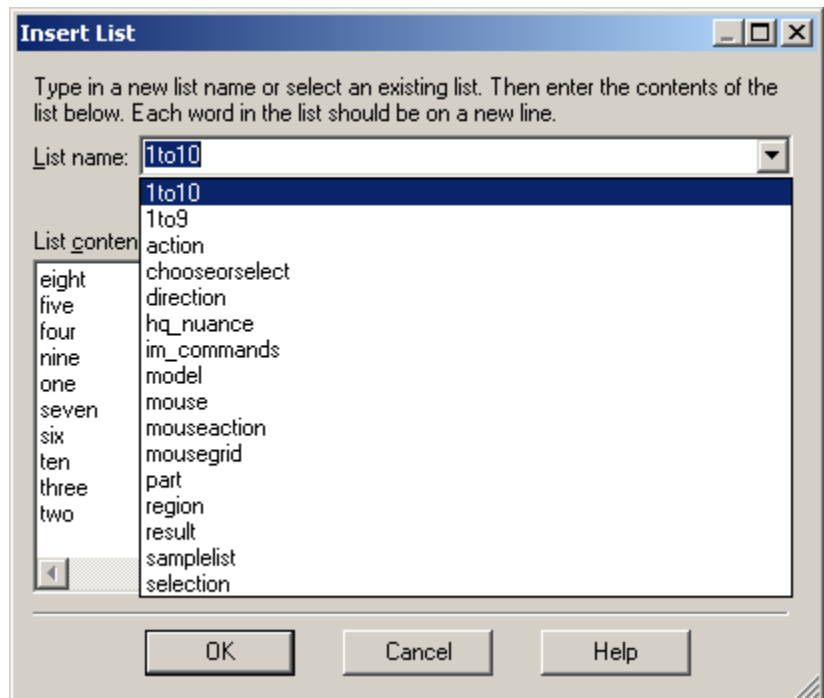 Insert List
Type in a new list name or select an existing list. Then enter the contents of the
list below. Each word in the list should be on a new line.
List name: 1to10
1to10
1to9
List conten action
chooseorselect
eight
direction
five
hq_nuance
four
im_commands
nine
model
one
mouse
seven
mouseaction
six
mousegrid
ten
part
three
region
two
result
samplelist
selection
OK Cancel Help